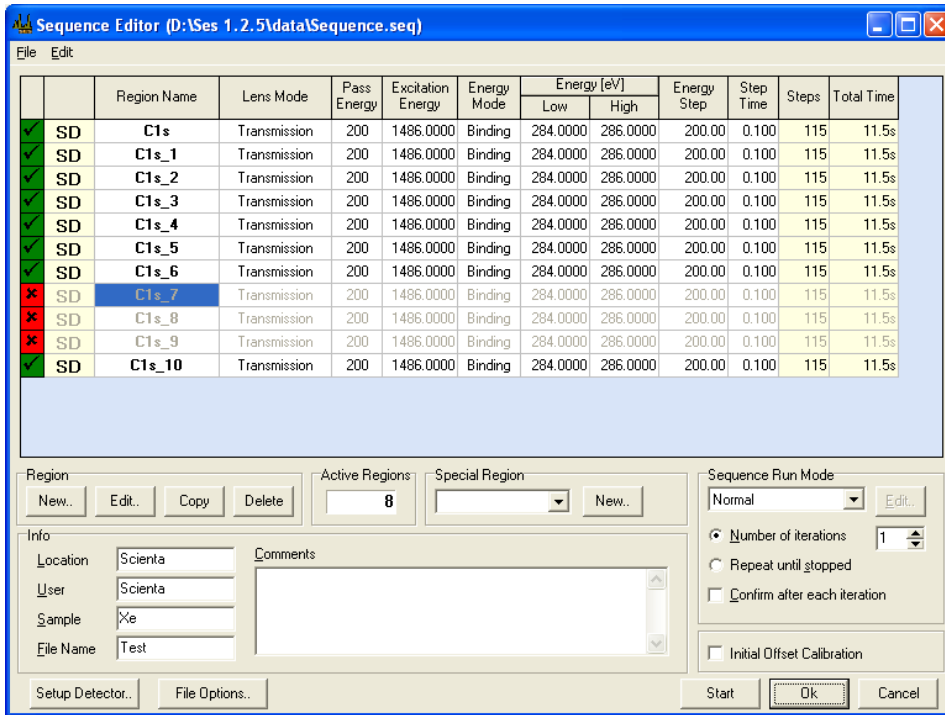 Sequence Editor (D:\Ses 1.2.5\data\Sequence.seq)
File Edit
Region Name Lens Mode Pass Energy Excitation Energy Energy Mode Energy [eV] Low High Energy Step Step Time Steps Total Time
SD C1s Transmission 200 1486.0000 Binding 284.0000 286.0000 200.00 0.100 115 11.5s
SD C1s_1 Transmission 200 1486.0000 Binding 284.0000 286.0000 200.00 0.100 115 11.5s
SD C1s_2 Transmission 200 1486.0000 Binding 284.0000 286.0000 200.00 0.100 115 11.5s
SD C1s_3 Transmission 200 1486.0000 Binding 284.0000 286.0000 200.00 0.100 115 11.5s
SD C1s_4 Transmission 200 1486.0000 Binding 284.0000 286.0000 200.00 0.100 115 11.5s
SD C1s_5 Transmission 200 1486.0000 Binding 284.0000 286.0000 200.00 0.100 115 11.5s
SD C1s_6 Transmission 200 1486.0000 Binding 284.0000 286.0000 200.00 0.100 115 11.5s
SD C1s_7 Transmission 200 1486.0000 Binding 284.0000 286.0000 200.00 0.100 115 11.5s
SD C1s_8 Transmission 200 1486.0000 Binding 284.0000 286.0000 200.00 0.100 115 11.5s
SD C1s_9 Transmission 200 1486.0000 Binding 284.0000 286.0000 200.00 0.100 115 11.5s
SD C1s_10 Transmission 200 1486.0000 Binding 284.0000 286.0000 200.00 0.100 115 11.5s
Region Active Regions Special Region Sequence Run Mode
New.. Edit.. Copy Delete 8 New.. Normal Edit..
Info
Location Scienta Comments
User Scienta
Sample Xe
File Name Test
Number of iterations 1
Repeat until stopped
Confirm after each iteration
Initial Offset Calibration
Setup Detector.. File Options.. Start Ok Cancel